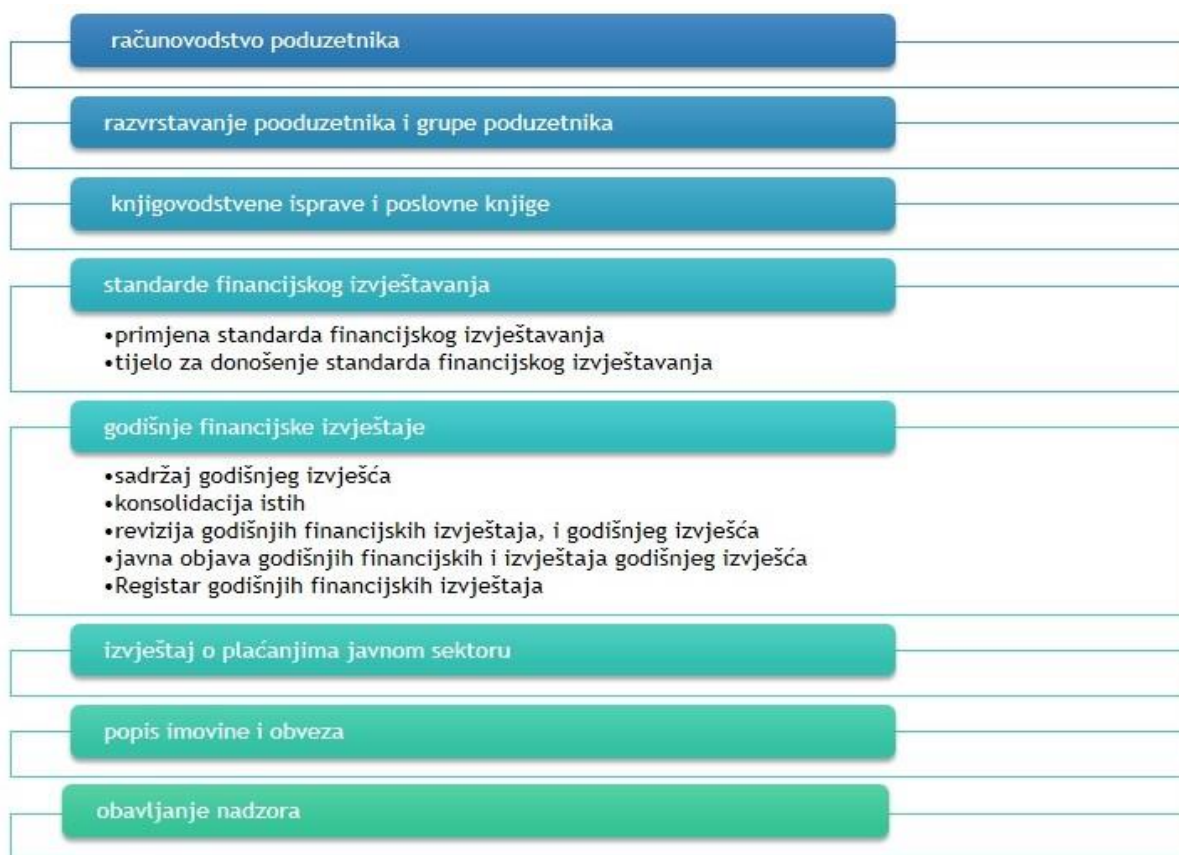 računovodstvo poduzetnika
razvrstavanje pooduzetnika i grupe poduzetnika
knjigovodstvene isprave i poslovne knjige
standarde financijskog izvještavanja
•primjena standarda financijskog izvještavanja
•tijelo za donošenje standarda financijskog izvještavanja
godišnje financijske izvještaje
•sadržaj godišnjeg izvješća
•konsolidacija istih
•revizija godišnjih financijskih izvještaja, i godišnjeg izvješća
•javna objava godišnjih financijskih i izvještaja godišnjeg izvješća
•Registar godišnjih financijskih izvještaja
izvještaj o plaćanjima javnom sektoru
popis imovine i obveza
obavljanje nadzora